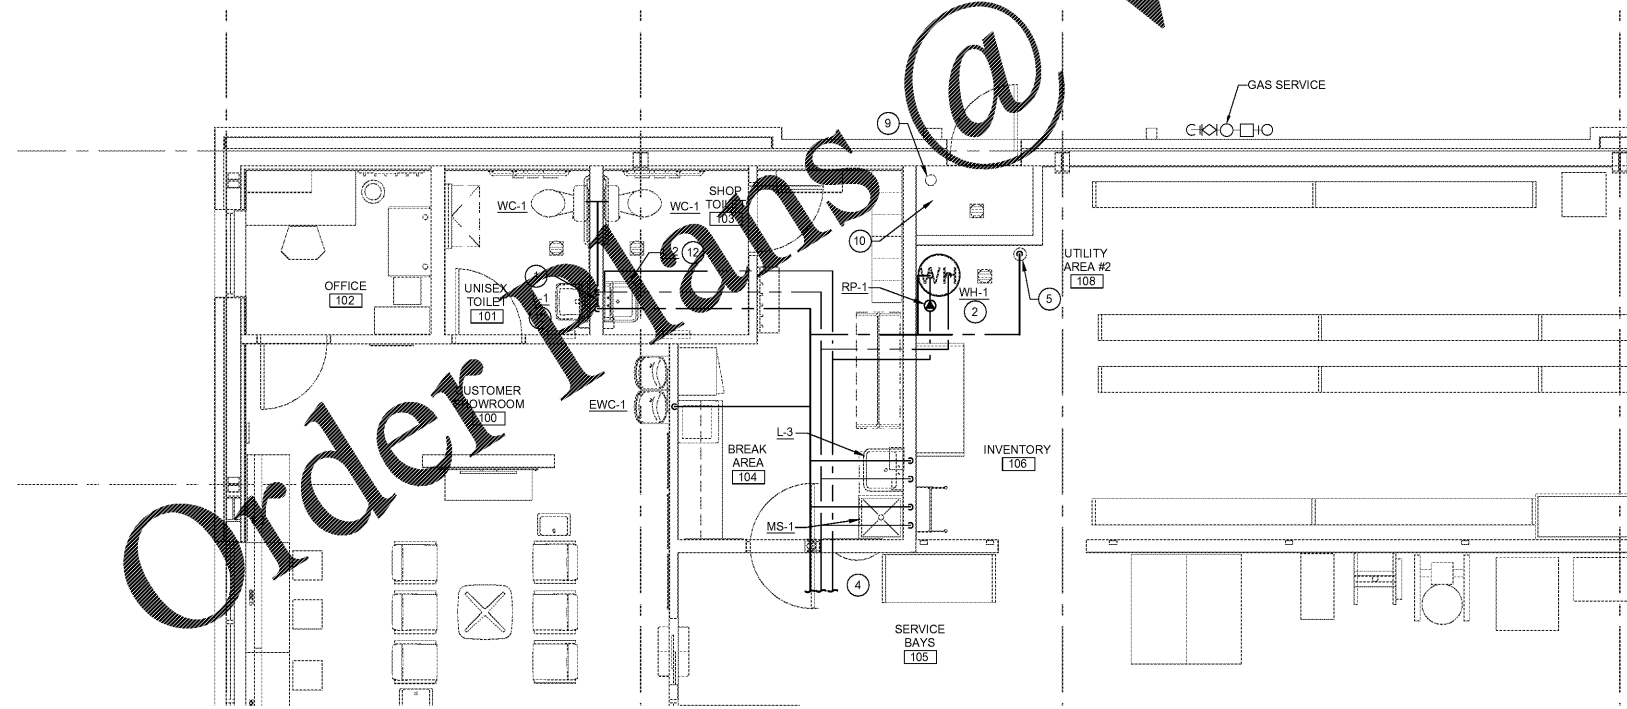 Order Plans @
GAS SERVICE
9
SHOP
103
WC-1
WC-1
10
12
UTILITY
AREA #2
108
OFFICE
102
UNISEX
TOILET
101
WH
RP-1
WH-1
2
5
CUSTOMER
SHOWROOM
100
EWC-1
L-3
BREAK
AREA
104
INVENTORY
106
MS-1
4
SERVICE
BAYS
105